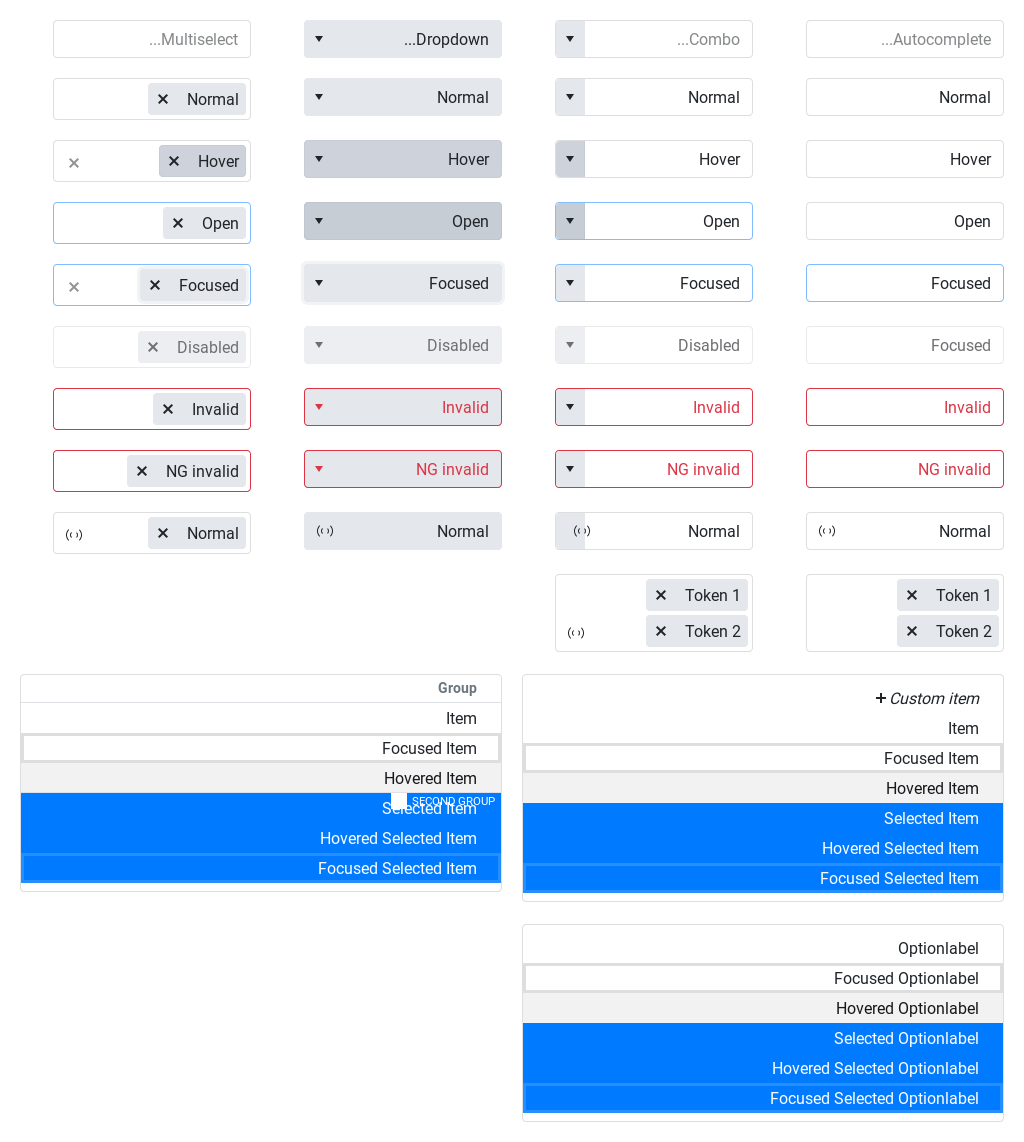 ...Multiselect
...Dropdown
...Combo
...Autocomplete
Normal
Normal
Normal
Normal
Hover
Hover
Hover
Hover
Open
Open
Open
Open
Focused
Focused
Focused
Focused
Disabled
Disabled
Disabled
Focused
Invalid
Invalid
Invalid
Invalid
NG invalid
NG invalid
NG invalid
NG invalid
Normal
Normal
Normal
Normal
Token 1
Token 2
Token 1
Token 2
Group
Item
Focused Item
Hovered Item
SECOND GROUP
Selected Item
Hovered Selected Item
Focused Selected Item
+ Custom item
Item
Focused Item
Hovered Item
Selected Item
Hovered Selected Item
Focused Selected Item
Optionlabel
Focused Optionlabel
Hovered Optionlabel
Selected Optionlabel
Hovered Selected Optionlabel
Focused Selected Optionlabel